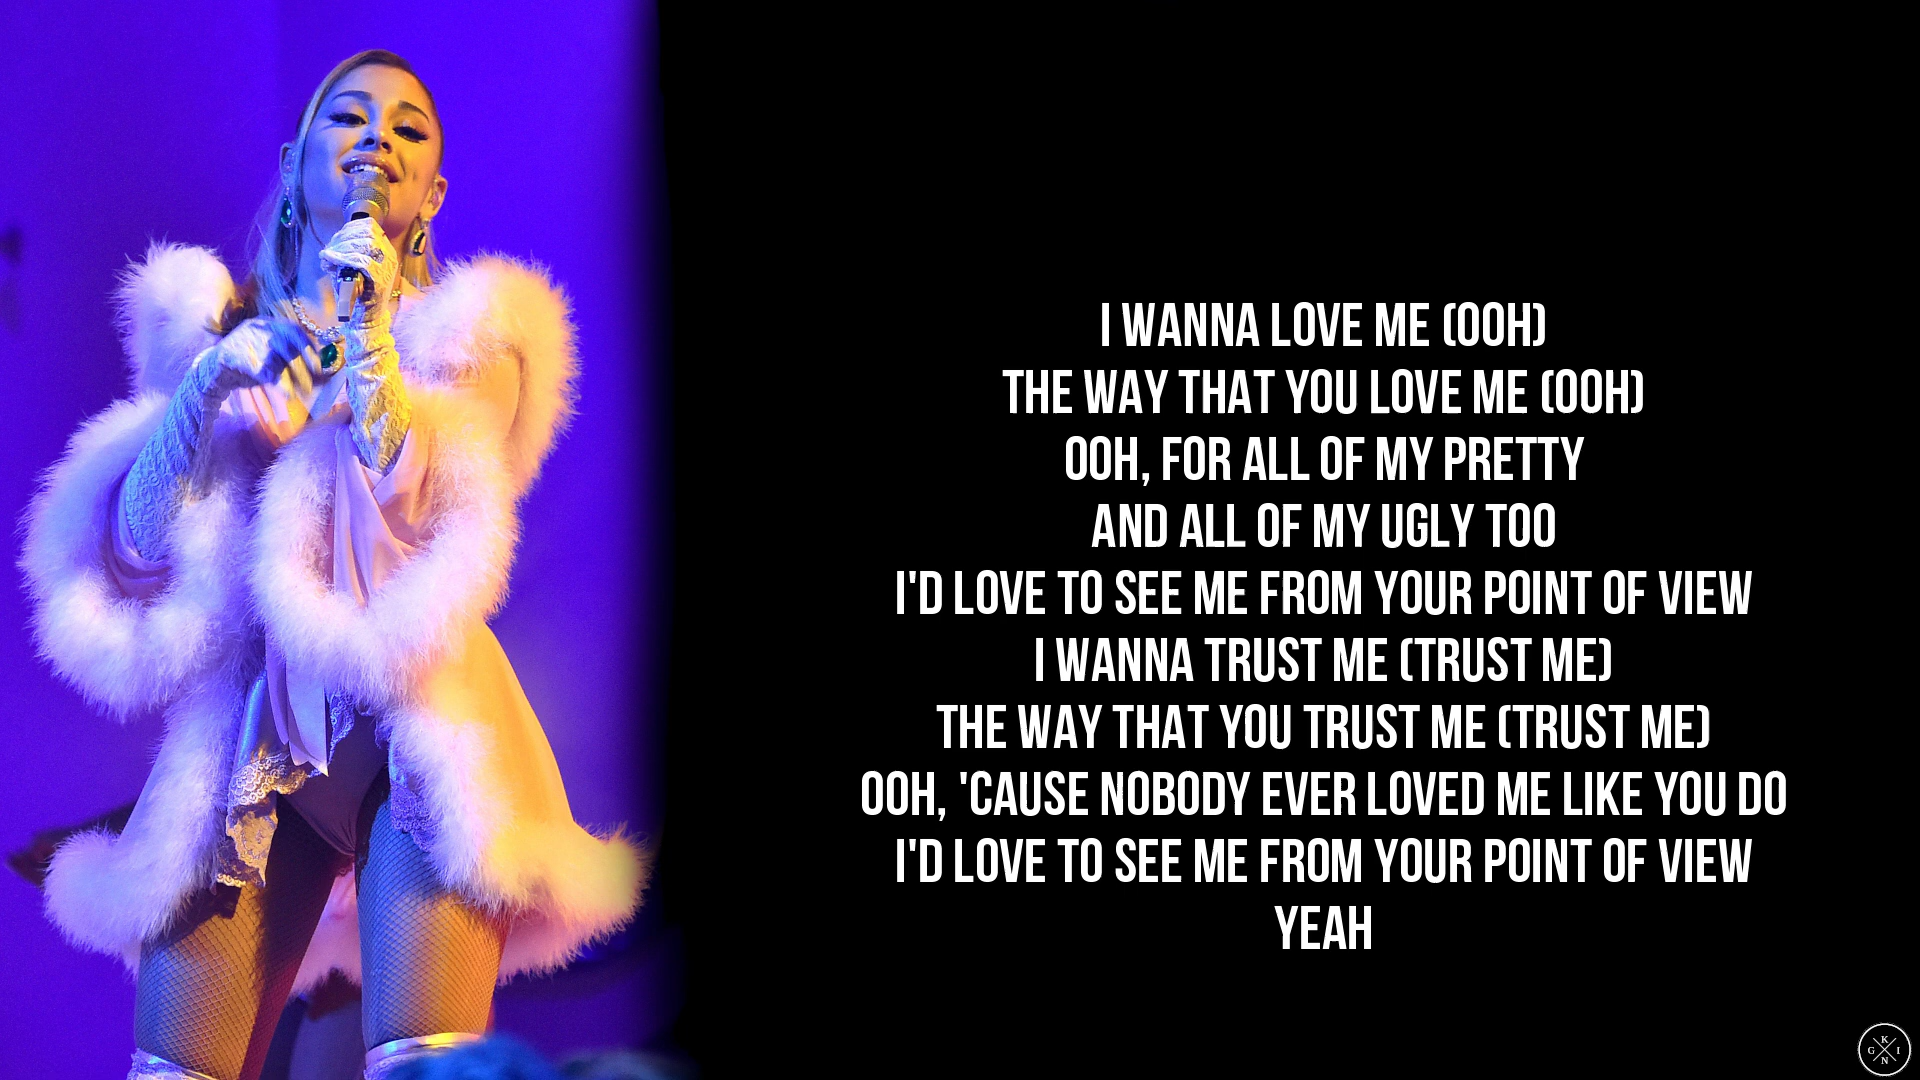 I WANNA LOVE ME (OOH)
THE WAY THAT YOU LOVE ME (OOH)
OOH, FOR ALL OF MY PRETTY
AND ALL OF MY UGLY TOO
I'D LOVE TO SEE ME FROM YOUR POINT OF VIEW
I WANNA TRUST ME (TRUST ME)
THE WAY THAT YOU TRUST ME (TRUST ME)
OOH, 'CAUSE NOBODY EVER LOVED ME LIKE YOU DO
I'D LOVE TO SEE ME FROM YOUR POINT OF VIEW
YEAH
K
G I
N